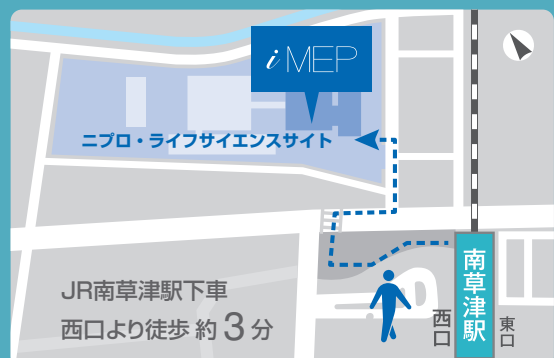 i MEP
ニプロ・ライフサイエンスサイト
JR南草津駅下車
西口より徒歩 約 3 分
西口
南草津駅
東口